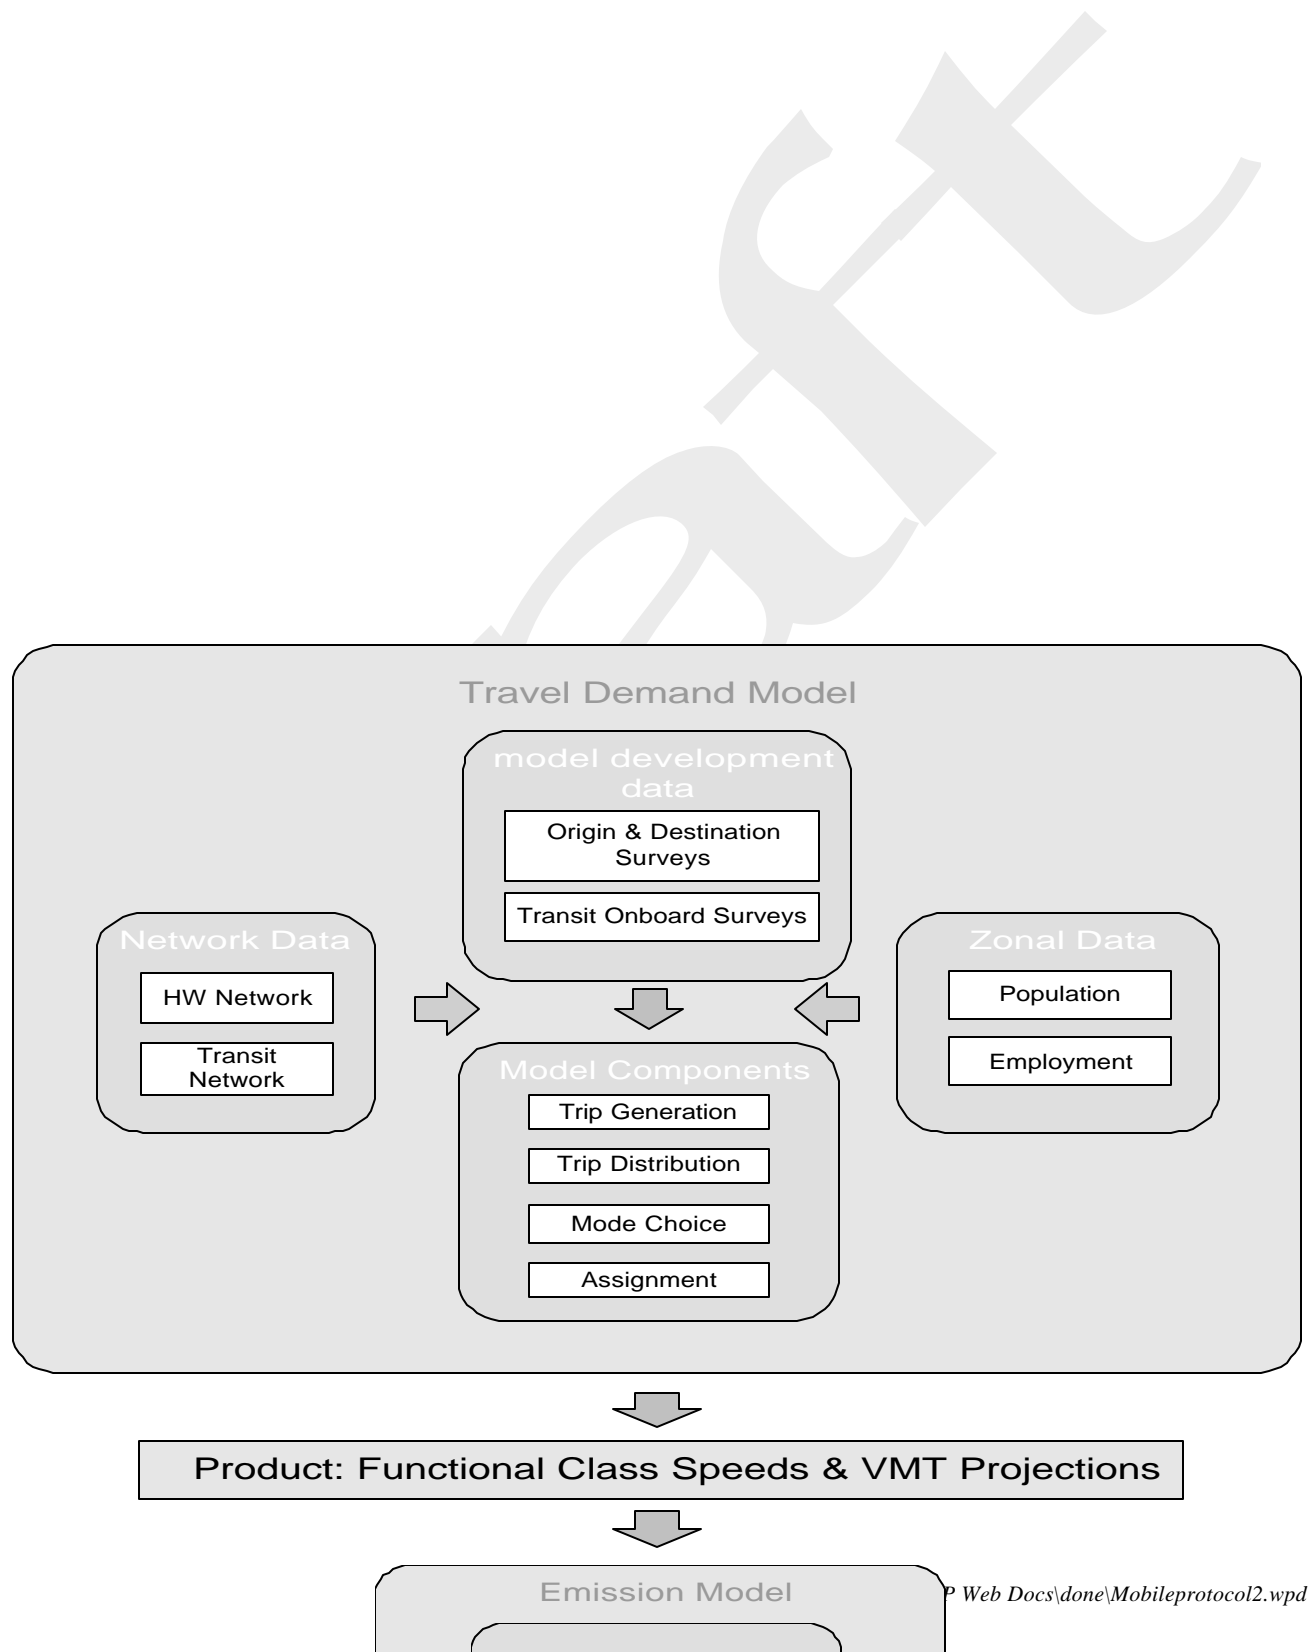 aft
Travel Demand Model
model development
data
Origin & Destination
Surveys
Transit Onboard Surveys
Network Data
HW Network
Transit
Network
Zonal Data
Population
Employment
Model Components
Trip Generation
Trip Distribution
Mode Choice
Assignment
Product: Functional Class Speeds & VMT Projections
Emission Model
P Web Docs\done\Mobileprotocol2.wpd